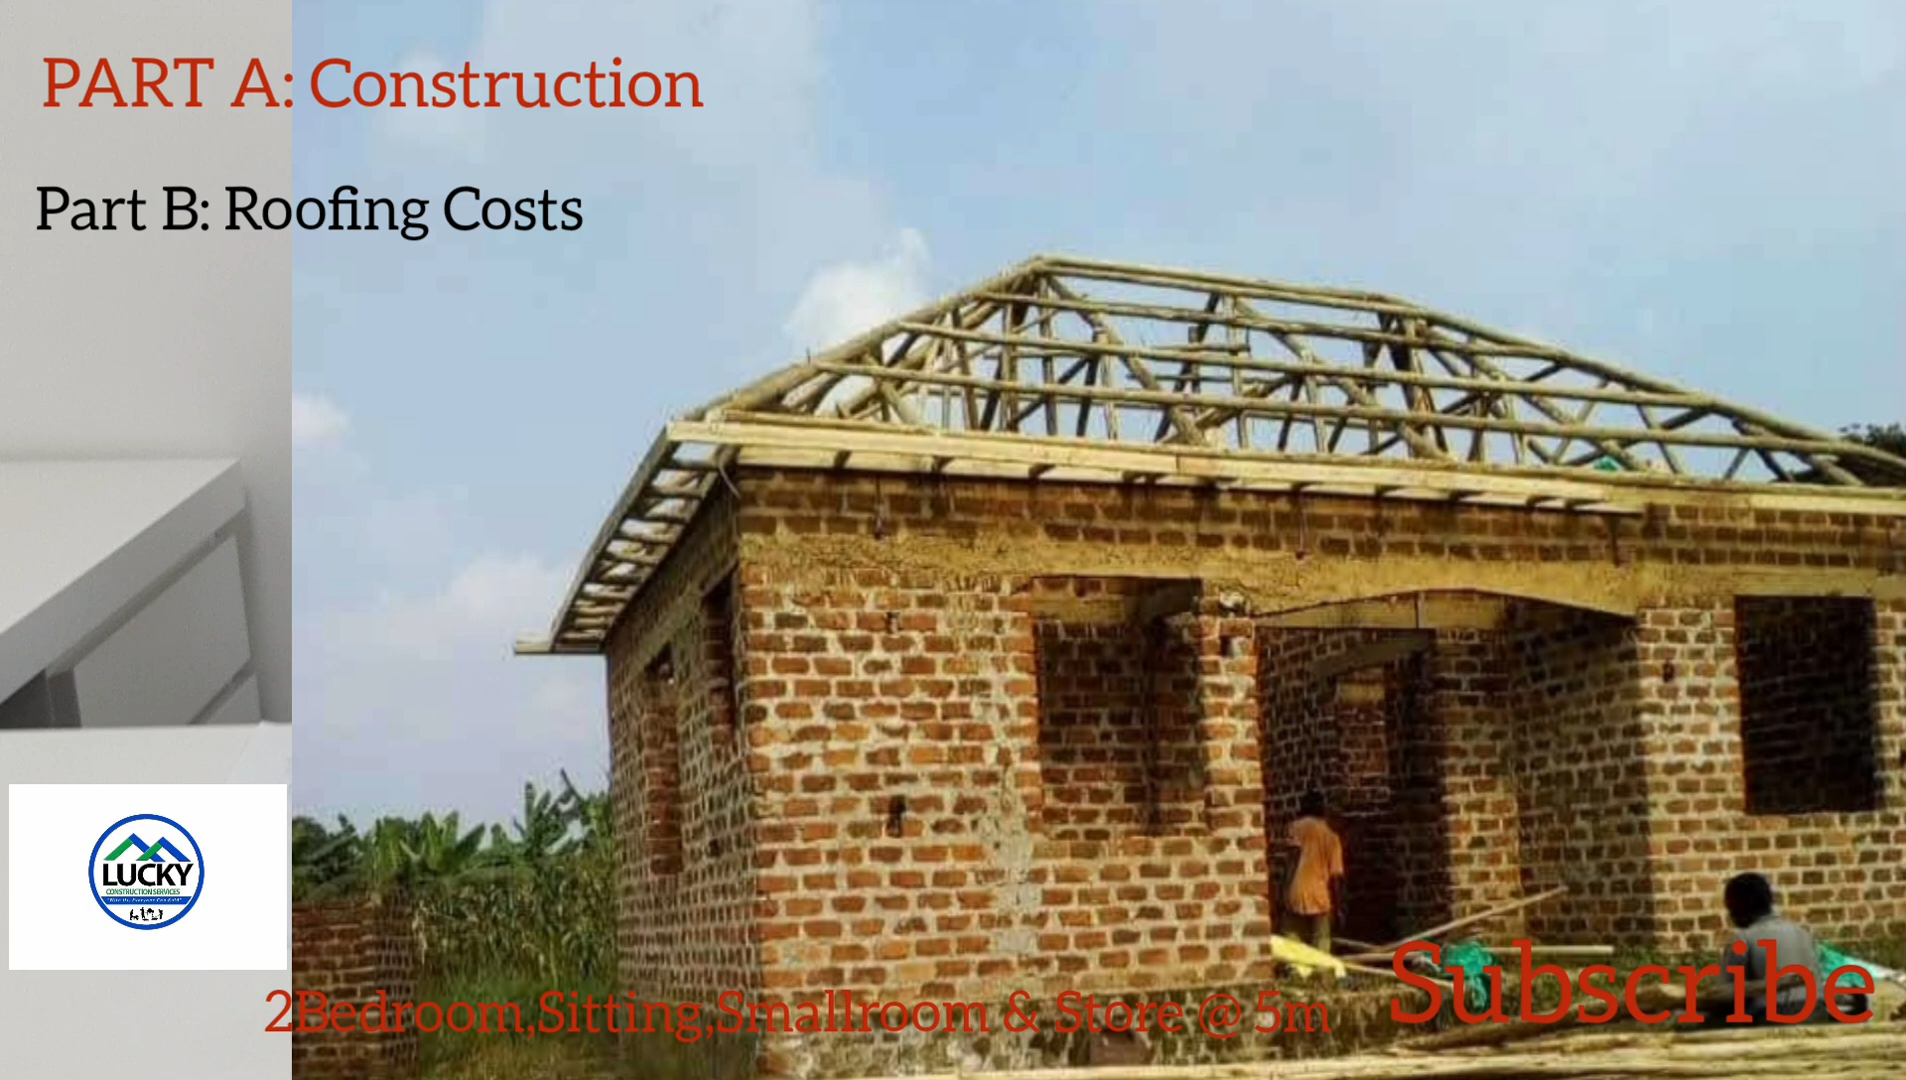 PART A: Construction
Part B: Roofing Costs
LUCKY
CONSTRUCTION SERVICES
2Bedroom,Sitting,Smallroom & Store @ 5m
Subscribe